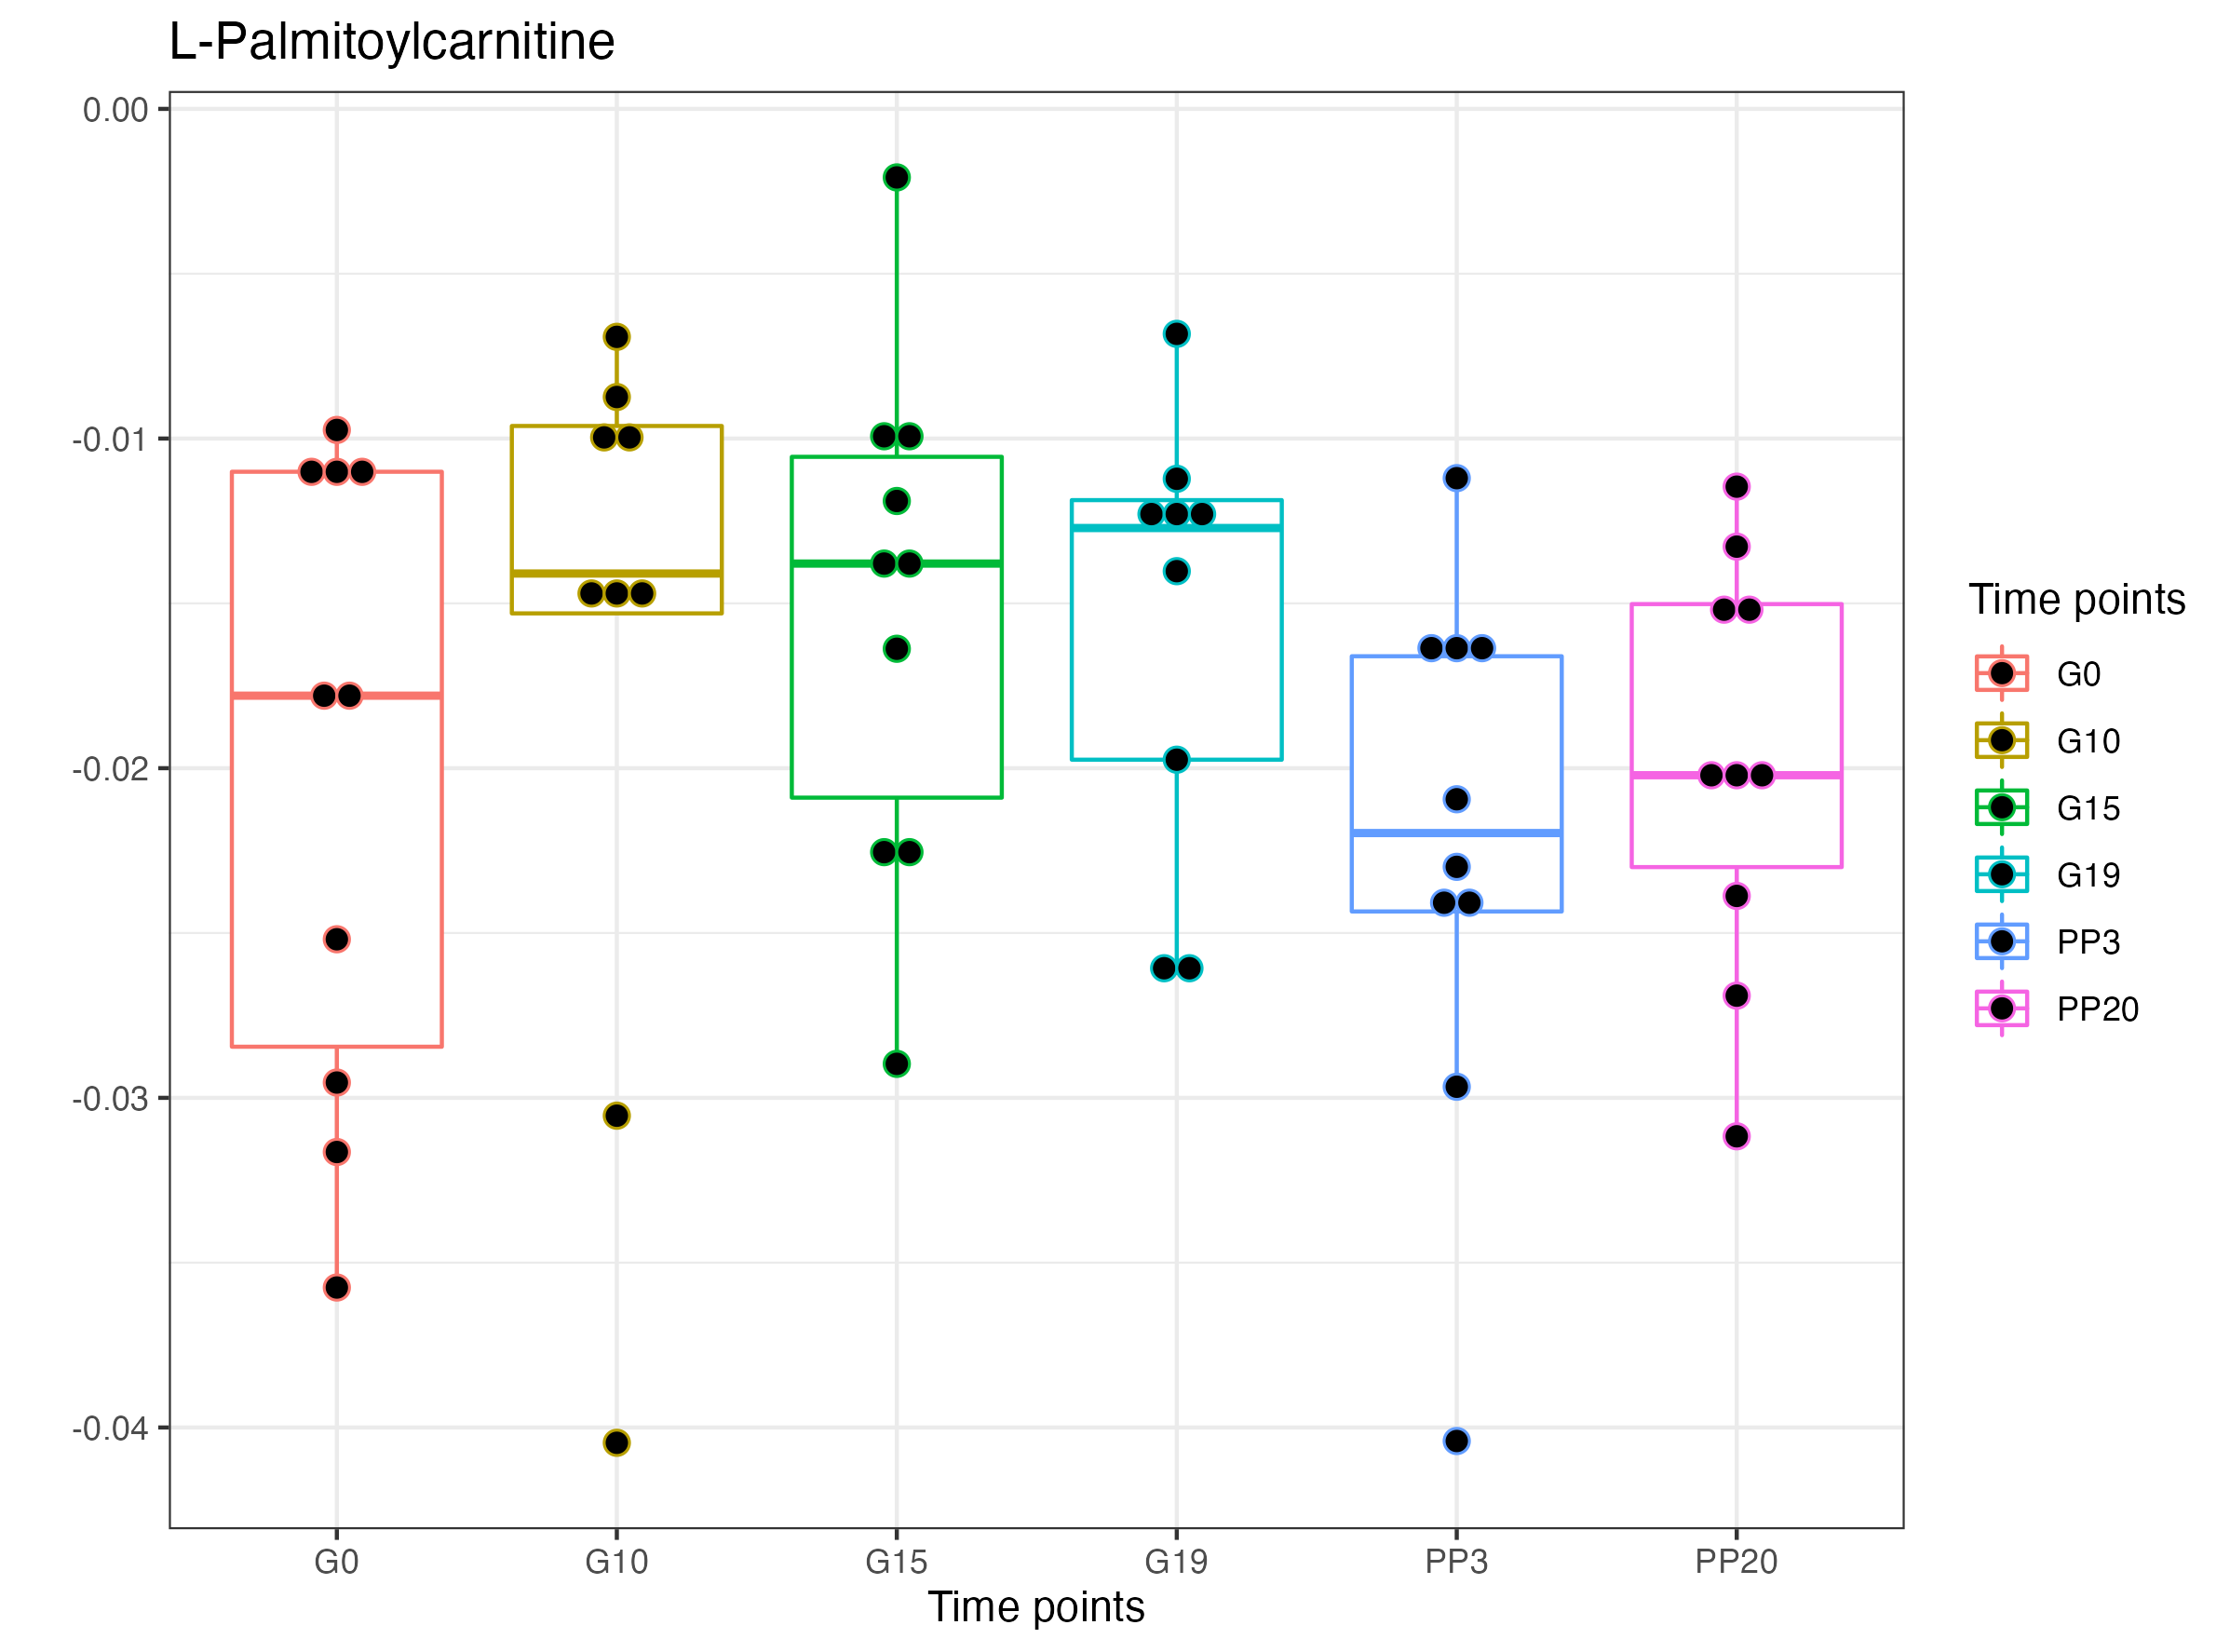 L-Palmitoylcarnitine
0.00
-0.01
-0.02
-0.03
-0.04
G0 G10 G15 G19 PP3 PP20
Time points
Time points
G0
G10
G15
G19
PP3
PP20